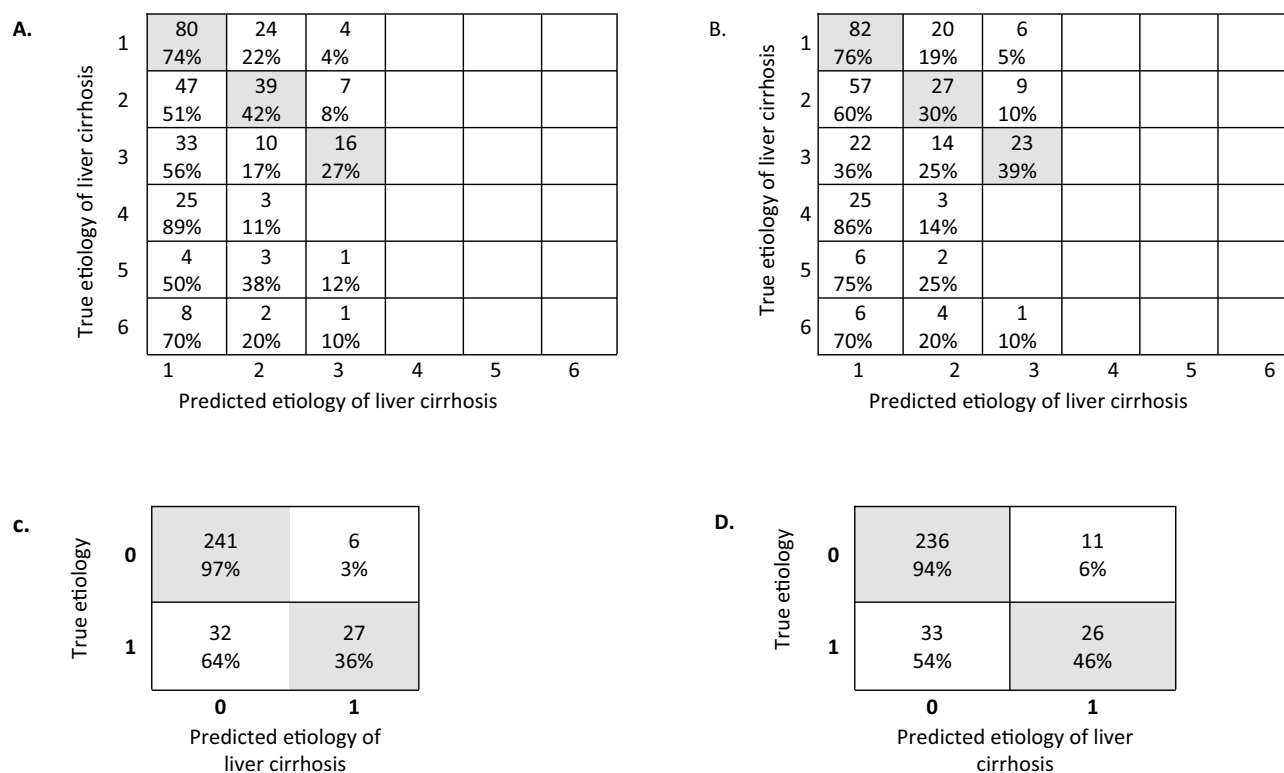 A.
True etiology of liver cirrhosis
1 80 24 4
74% 22% 4%
2 47 39 7
51% 42% 8%
3 33 10 16
56% 17% 27%
4 25 3
89% 11%
5 4 3 1
50% 38% 12%
6 8 2 1
70% 20% 10%
1 2 3 4 5 6
Predicted etiology of liver cirrhosis
B.
True etiology of liver cirrhosis
1 82 20 6
76% 19% 5%
2 57 27 9
60% 30% 10%
3 22 14 23
36% 25% 39%
4 25 3
86% 14%
5 6 2
75% 25%
6 6 4 1
70% 20% 10%
1 2 3 4 5 6
Predicted etiology of liver cirrhosis
c.
True etiology
0 241 6
97% 3%
1 32 27
64% 36%
0 1
Predicted etiology of
liver cirrhosis
D.
True etiology
0 236 11
94% 6%
1 33 26
54% 46%
0 1
Predicted etiology of liver
cirrhosis